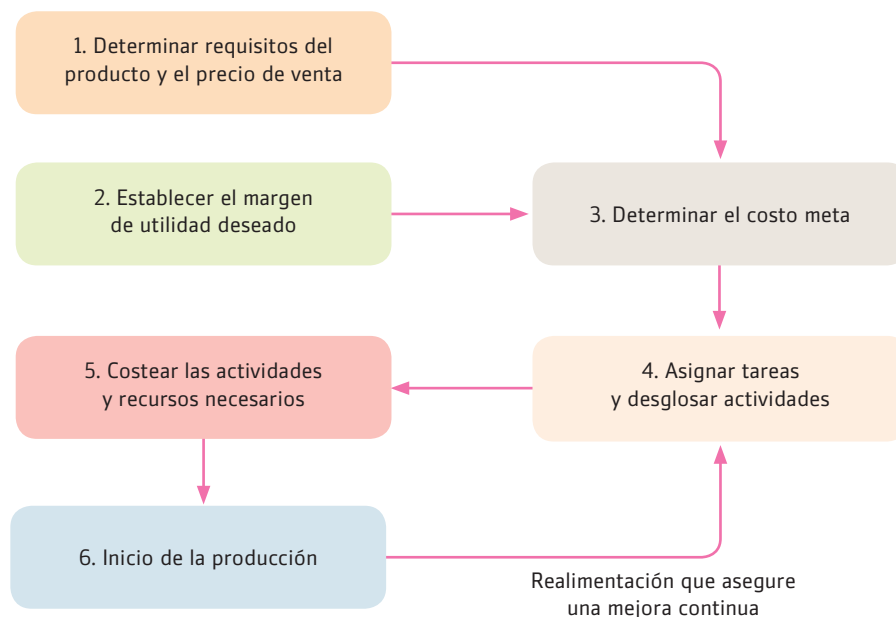 1. Determinar requisitos del
producto y el precio de venta
2. Establecer el margen
de utilidad deseado
3. Determinar el costo meta
4. Asignar tareas
y desglosar actividades
5. Costear las actividades
y recursos necesarios
6. Inicio de la producción
Realimentación que asegure
una mejora continua